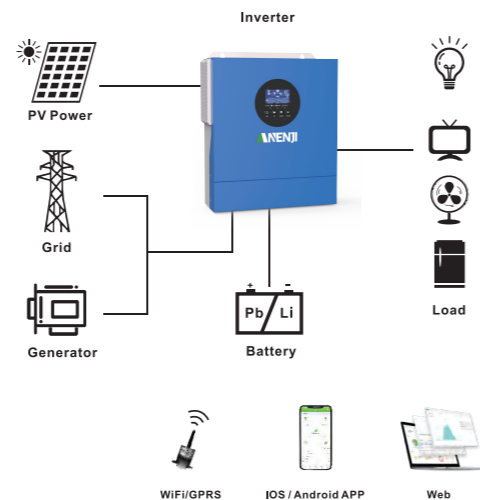 Inverter
PV Power
ANENJI
Grid
Generator
+ -
Pb/Li
Battery
Load
WiFi/GPRS
IOS / Android APP
Web